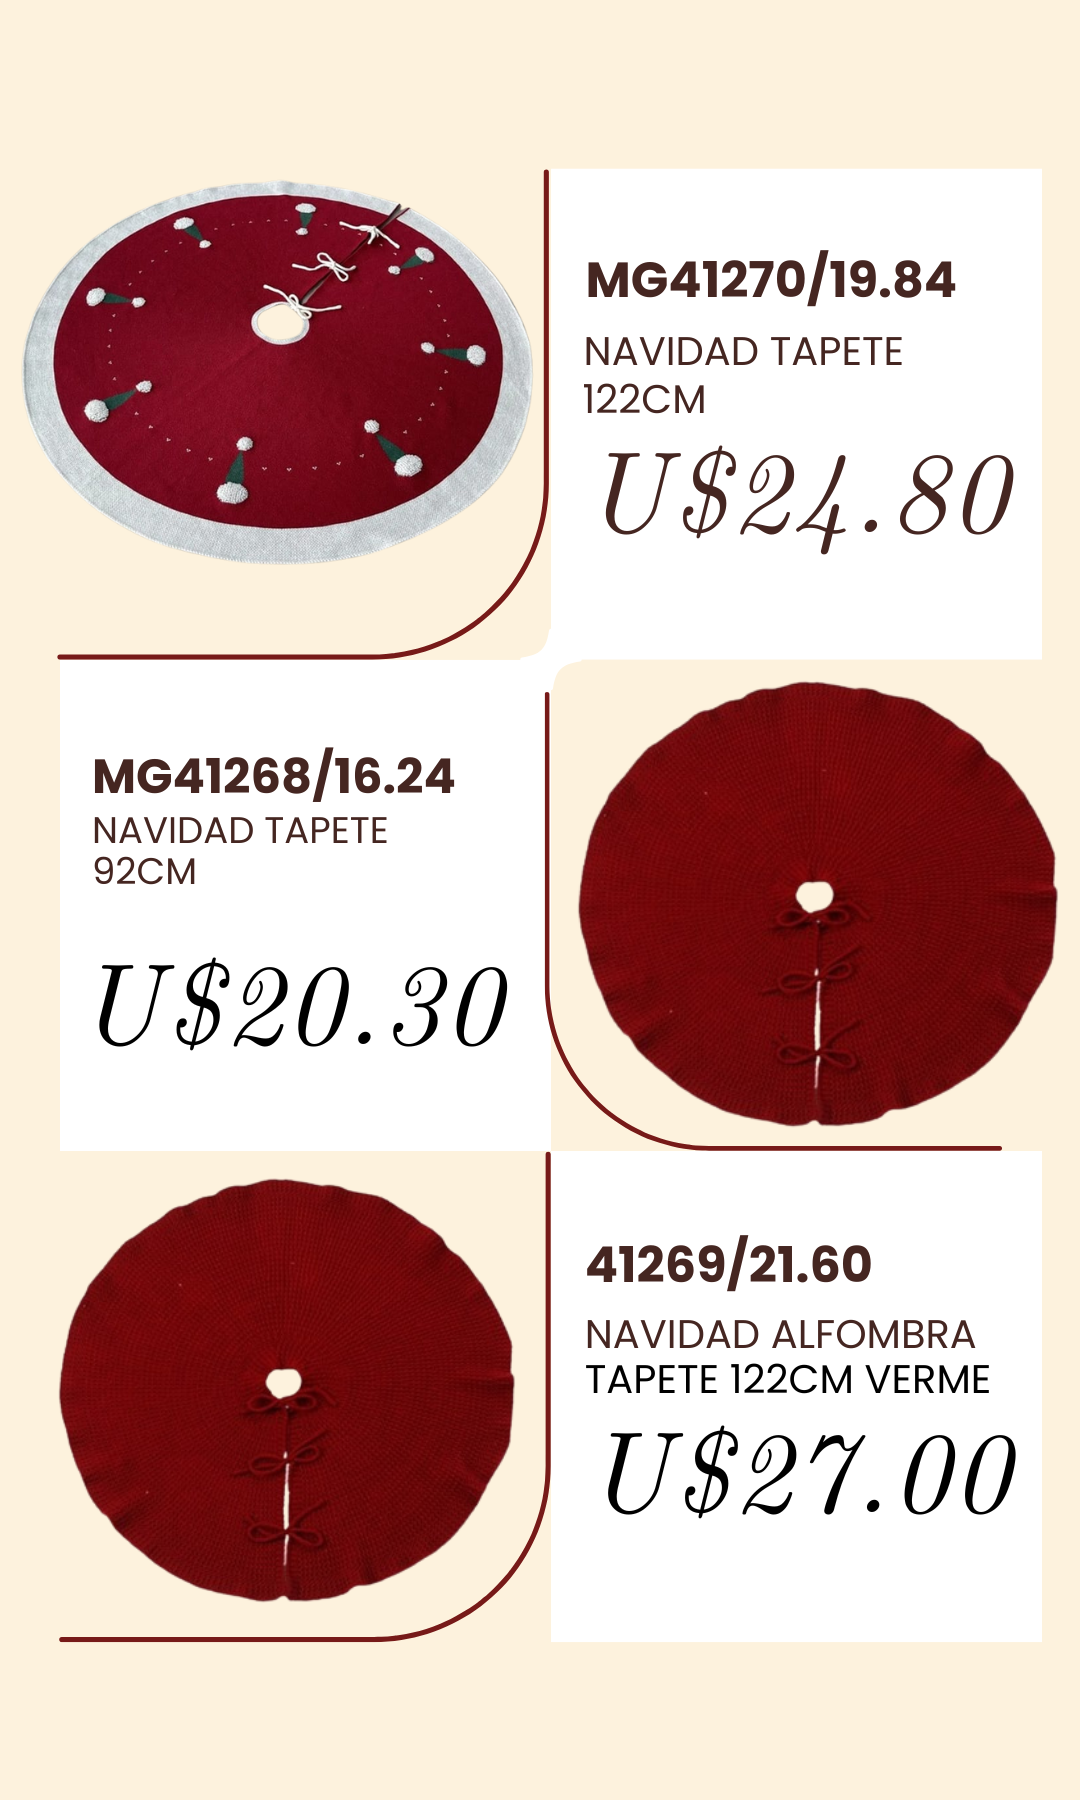 MG41270/19.84
NAVIDAD TAPETE
122CM
U$24.80
MG41268/16.24
NAVIDAD TAPETE
92CM
U$20.30
41269/21.60
NAVIDAD ALFOMBRA
TAPETE 122CM VERME
U$27.00